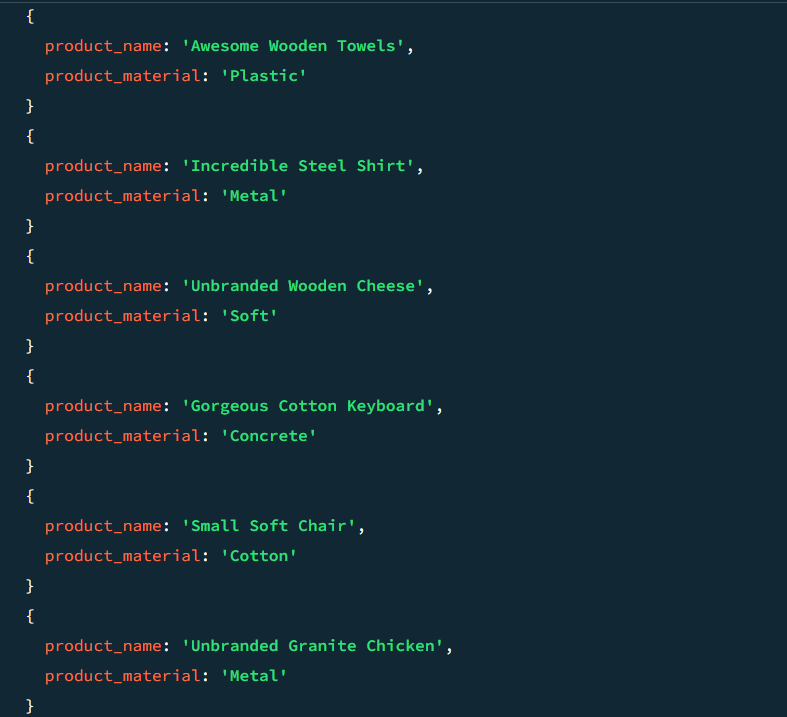 {
product_name: 'Awesome Wooden Towels',
product_material: 'Plastic'
}
{
product_name: 'Incredible Steel Shirt',
product_material: 'Metal'
}
{
product_name: 'Unbranded Wooden Cheese',
product_material: 'Soft'
}
{
product_name: 'Gorgeous Cotton Keyboard',
product_material: 'Concrete'
}
{
product_name: 'Small Soft Chair',
product_material: 'Cotton'
}
{
product_name: 'Unbranded Granite Chicken',
product_material: 'Metal'
}